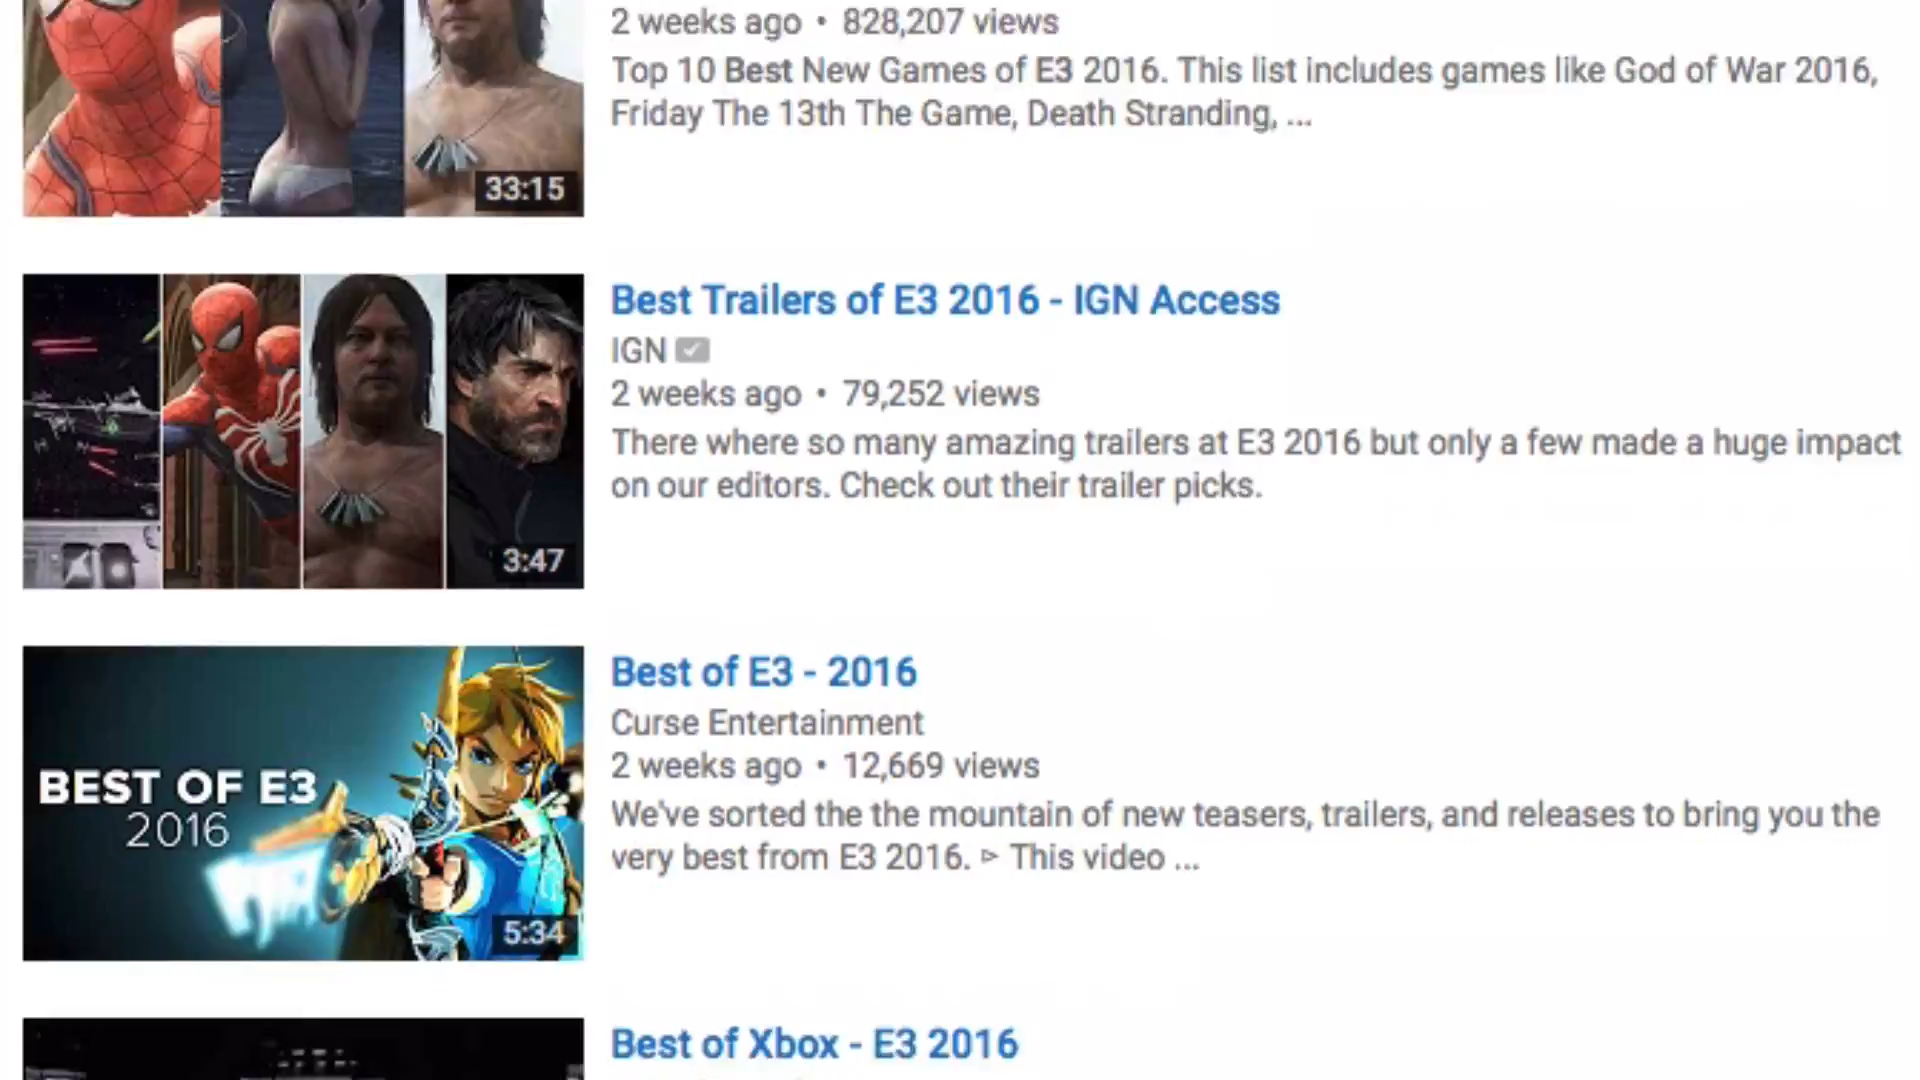 2 weeks ago • 828,207 views
Top 10 Best New Games of E3 2016. This list includes games like God of War 2016,
Friday The 13th The Game, Death Stranding, ...
33:15
Best Trailers of E3 2016 - IGN Access
IGN
2 weeks ago • 79,252 views
There where so many amazing trailers at E3 2016 but only a few made a huge impact
on our editors. Check out their trailer picks.
3:47
Best of E3 - 2016
Curse Entertainment
2 weeks ago • 12,669 views
We've sorted the the mountain of new teasers, trailers, and releases to bring you the
very best from E3 2016. ▹ This video ...
BEST OF E3
2016
5:34
Best of Xbox - E3 2016